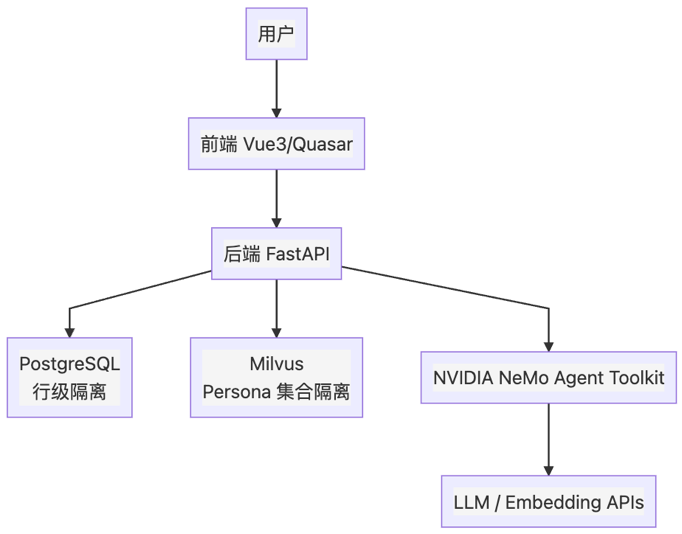 用户
前端 Vue3/Quasar
后端 FastAPI
PostgreSQL
行级隔离
Milvus
Persona 集合隔离
NVIDIA NeMo Agent Toolkit
LLM / Embedding APIs